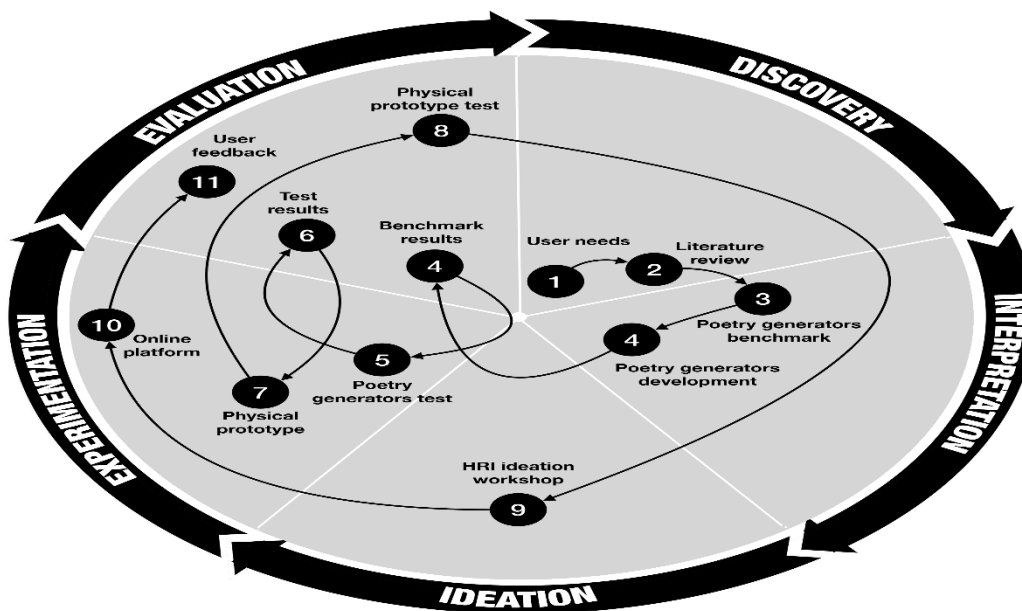 EVALUATION
DISCOVERY
INTERPRETATION
IDEATION
EXPERIMENTATION
User needs
1
Literature
review
2
3
Poetry generators
benchmark
4
Poetry generators
development
Benchmark
results
4
5
Poetry
generators test
Test
results
6
7
Physical
prototype
Physical
prototype test
8
HRI ideation
workshop
9
10
Online
platform
User
feedback
11